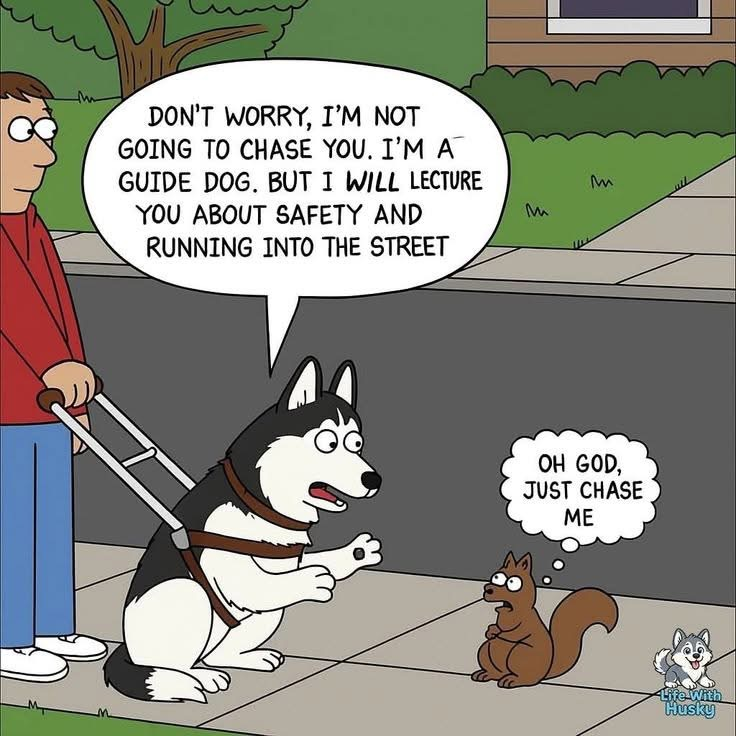 DON'T WORRY, I'M NOT
GOING TO CHASE YOU. I'M A
GUIDE DOG. BUT I WILL LECTURE
YOU ABOUT SAFETY AND
RUNNING INTO THE STREET
OH GOD,
JUST CHASE
ME
Life With
Husky